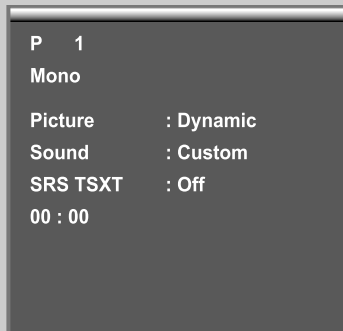 P 1
Mono
Picture : Dynamic
Sound : Custom
SRS TSXT : Off
00 : 00